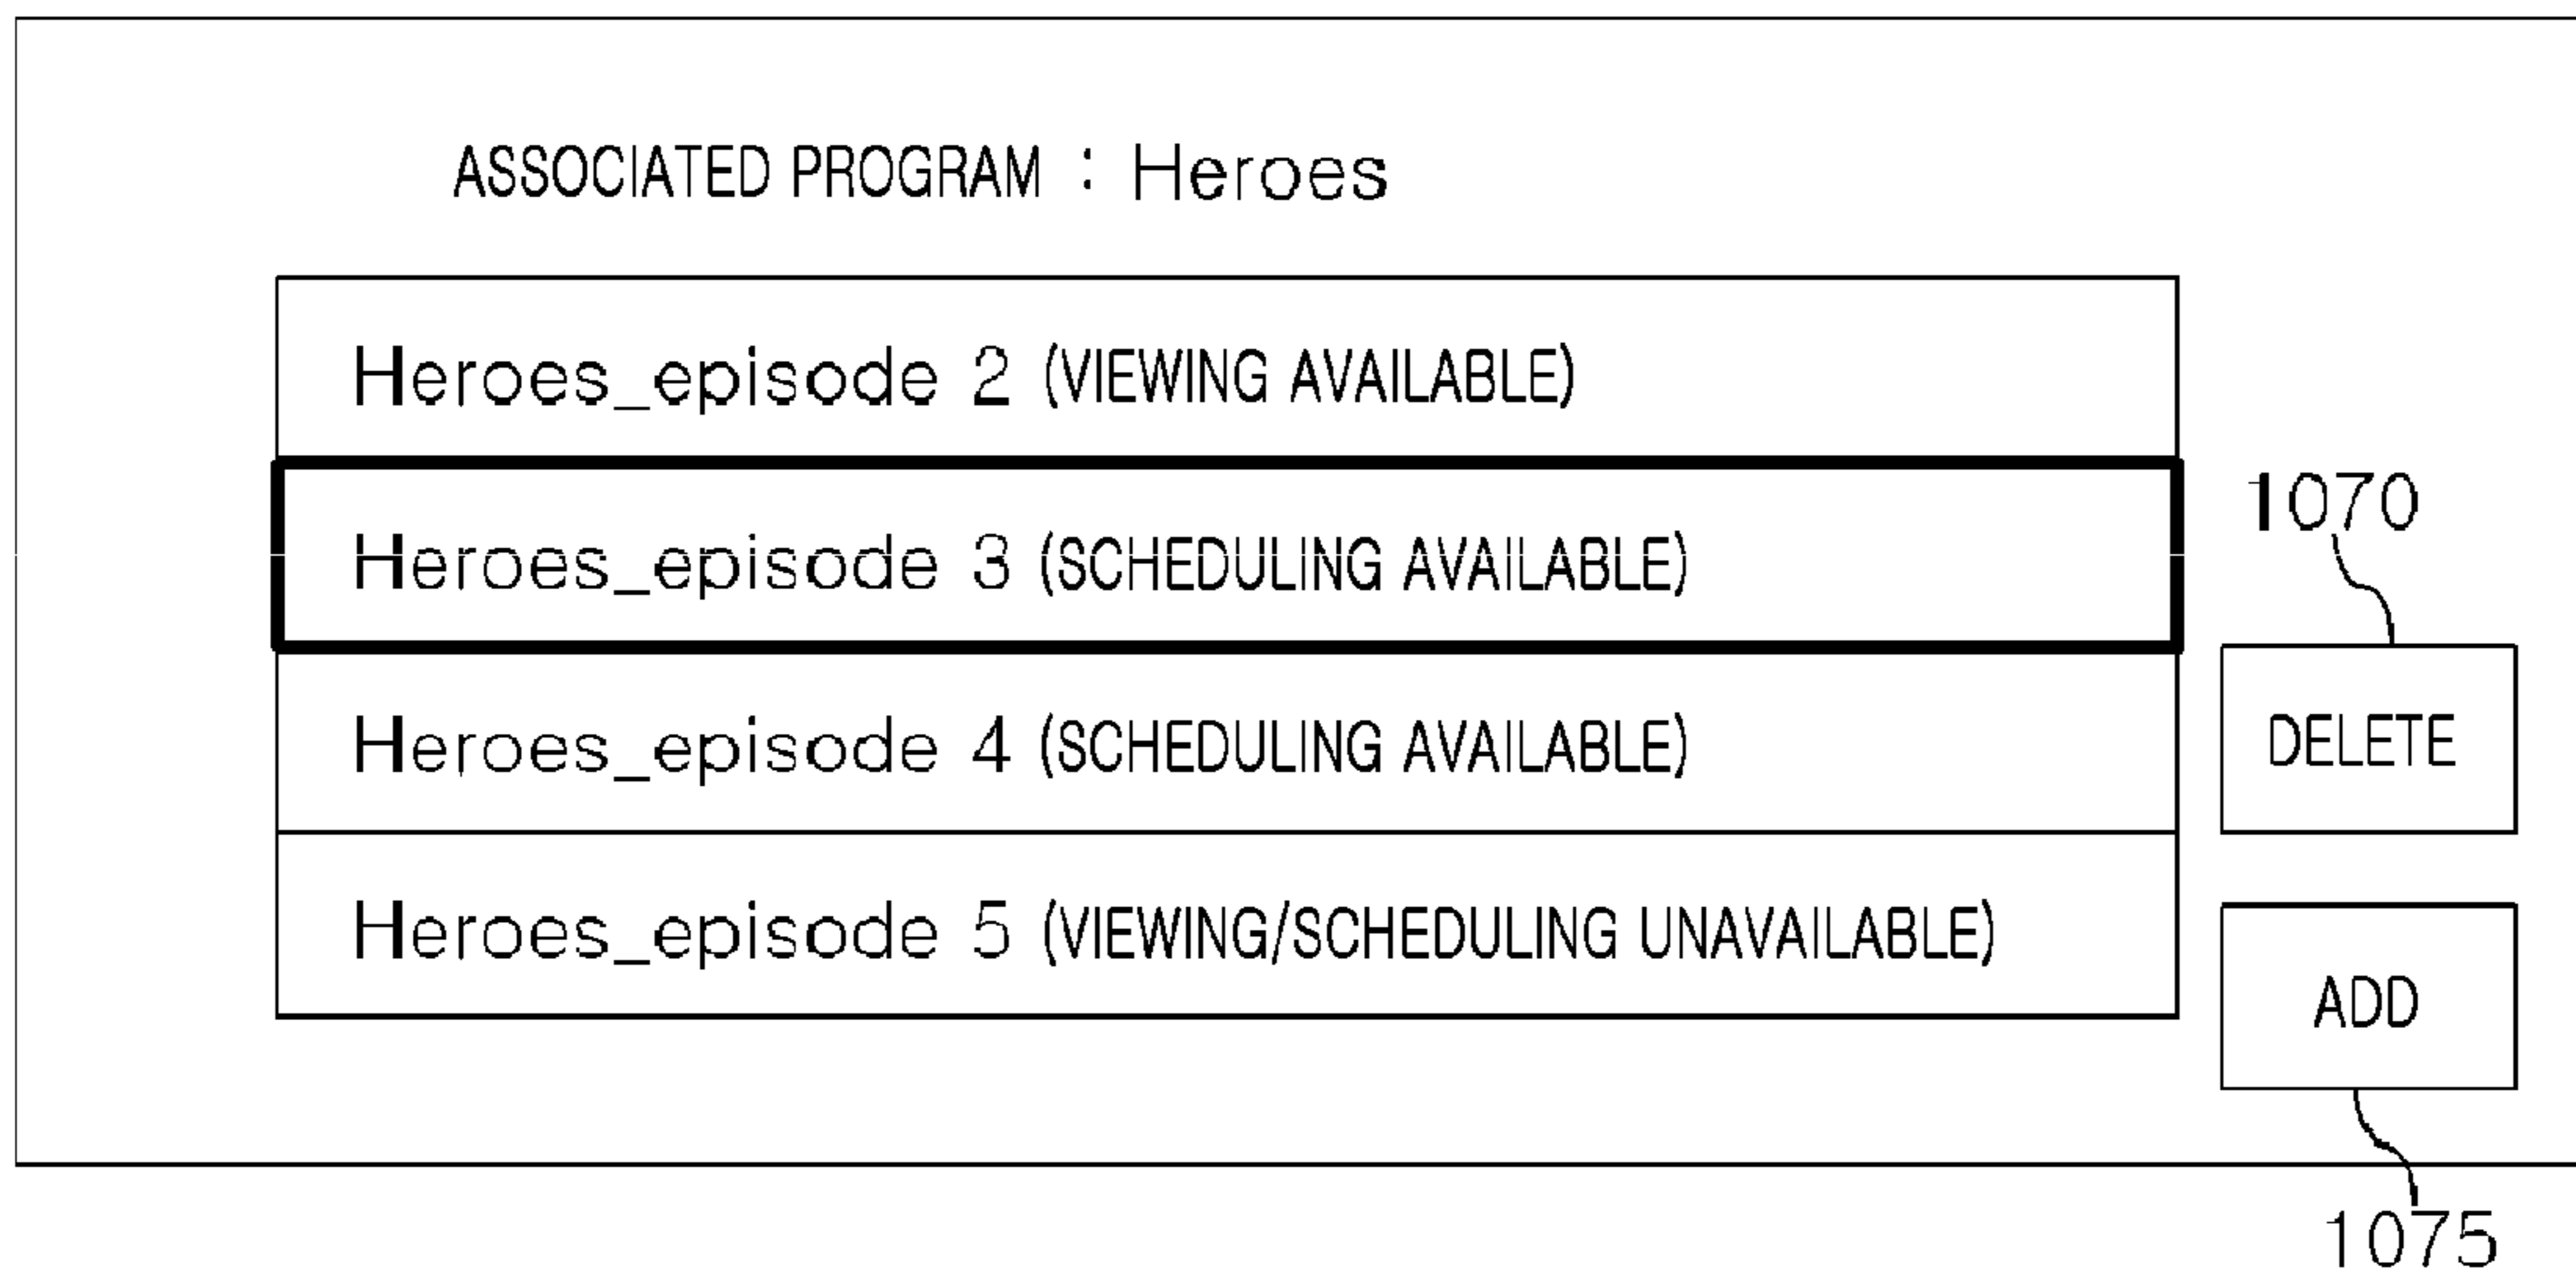 ASSOCIATED PROGRAM : Heroes
Heroes_episode 2 (VIEWING AVAILABLE)
Heroes_episode 3 (SCHEDULING AVAILABLE)
1070
Heroes_episode 4 (SCHEDULING AVAILABLE)
DELETE
Heroes_episode 5 (VIEWING/SCHEDULING UNAVAILABLE)
ADD
1075